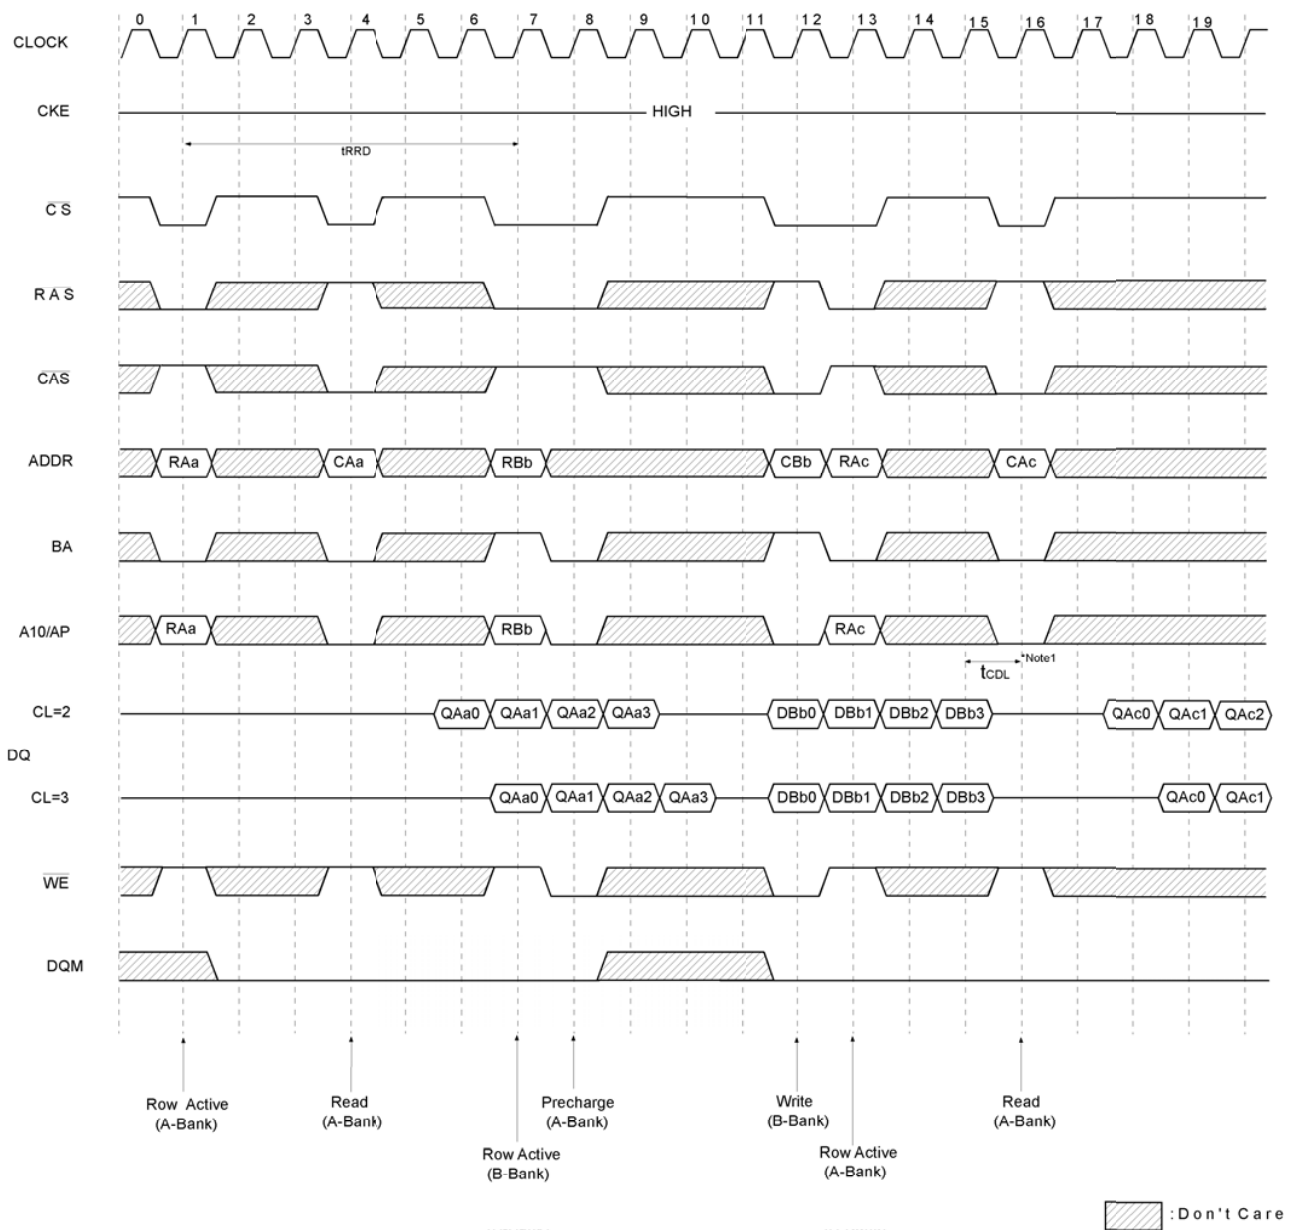 0 1 2 3 4 5 6 7 8 9 10 11 12 13 14 15 16 17 18 19
CLOCK
CKE HIGH
tRRD
CS
RAS
CAS
ADDR RAa CAa RBb CBb RAc CAc
BA
A10/AP RAa RBb RAc
tCDL *Note1
CL=2 QAa0 QAa1 QAa2 QAa3 DBb0 DBb1 DBb2 DBb3 QAc0 QAc1 QAc2
DQ
CL=3 QAa0 QAa1 QAa2 QAa3 DBb0 DBb1 DBb2 DBb3 QAc0 QAc1
WE
DQM
Row Active
(A-Bank)
Read
(A-Bank)
Row Active
(B-Bank)
Precharge
(A-Bank)
Write
(B-Bank)
Row Active
(A-Bank)
Read
(A-Bank)
:Don't Care